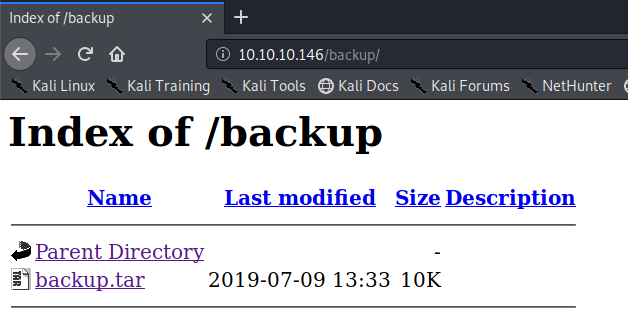 Index of /backup
10.10.10.146/backup/
Kali Linux Kali Training Kali Tools Kali Docs Kali Forums NetHunter
Index of /backup
Name Last modified Size Description
Parent Directory -
TAR backup.tar 2019-07-09 13:33 10K